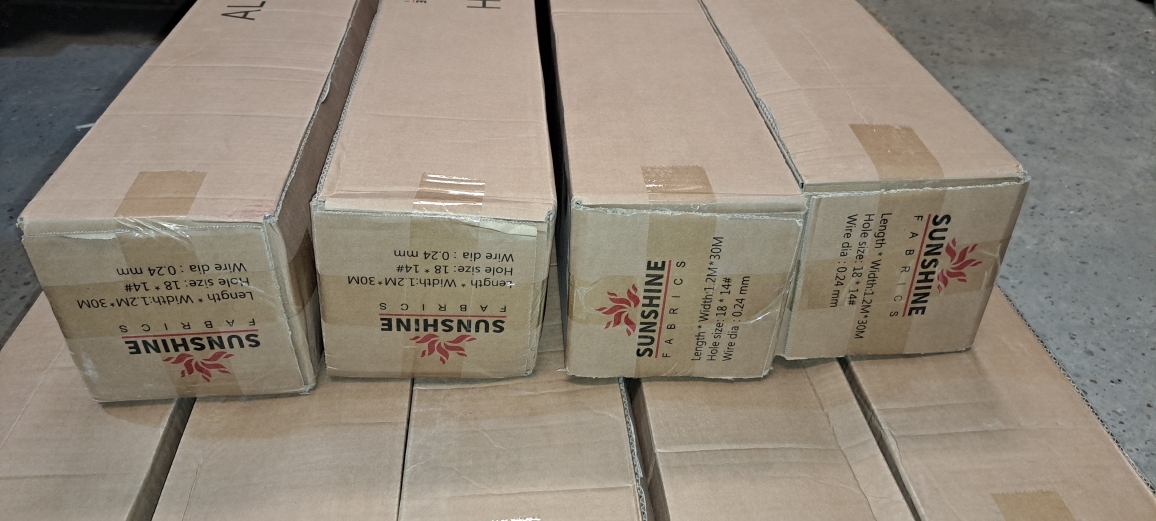 AL
H
SUNSHINE
FABRICS
Length * Width:1.2M*30M
Hole size: 18 * 14#
Wire dia : 0.24 mm
SUNSHINE
FABRICS
Length * Width:1.2M*30M
Hole size: 18 * 14#
Wire dia : 0.24 mm
SUNSHINE
FABRICS
Length * Width:1.2M*30M
Hole size: 18 * 14#
Wire dia : 0.24 mm
SUNSHINE
FABRICS
Length * Width:1.2M*30M
Hole size: 18 * 14#
Wire dia : 0.24 mm